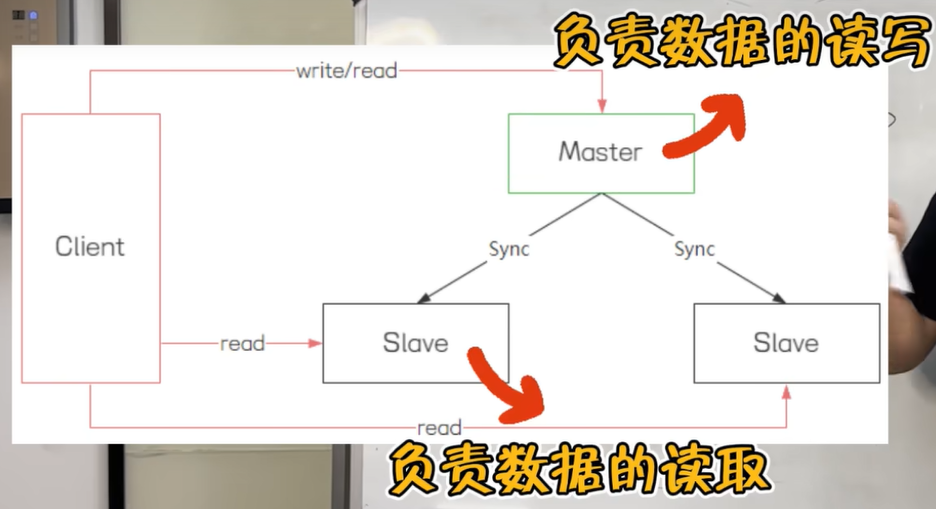 负责数据的读写
write/read
Master
Client
Sync
Sync
Slave
Slave
read
read
负责数据的读取